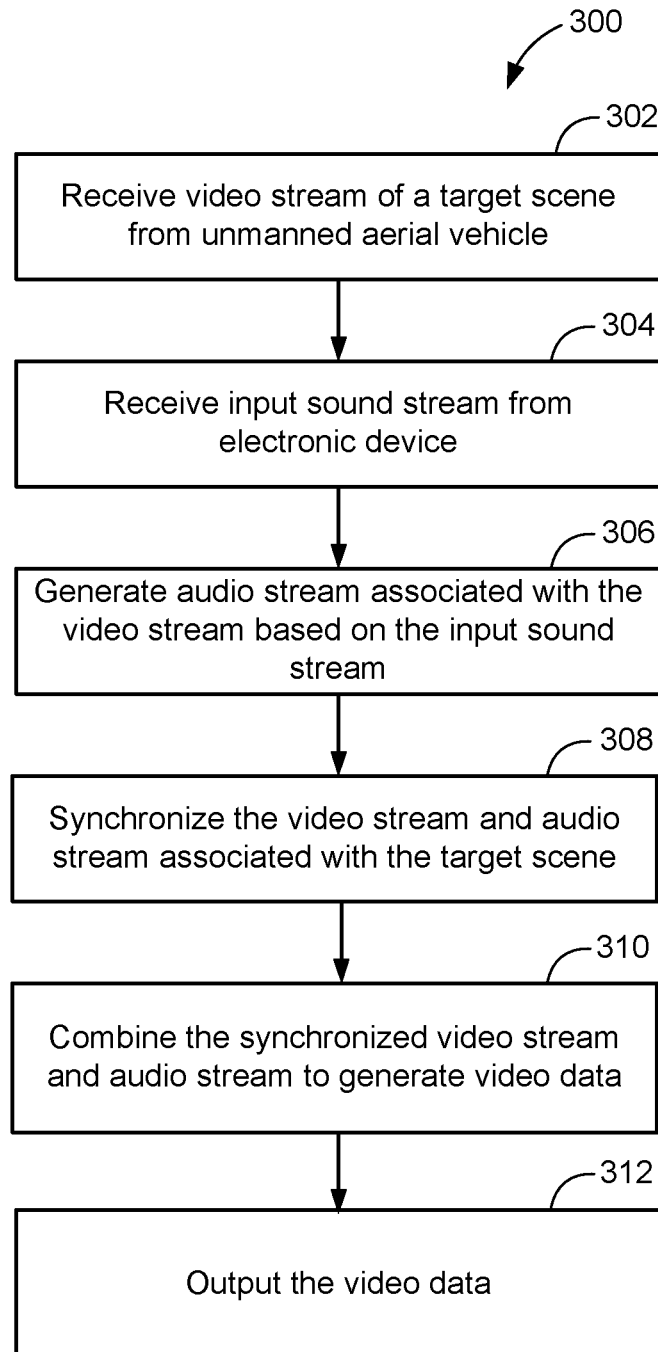 300
302
Receive video stream of a target scene
from unmanned aerial vehicle
304
Receive input sound stream from
electronic device
306
Generate audio stream associated with the
video stream based on the input sound
stream
308
Synchronize the video stream and audio
stream associated with the target scene
310
Combine the synchronized video stream
and audio stream to generate video data
312
Output the video data